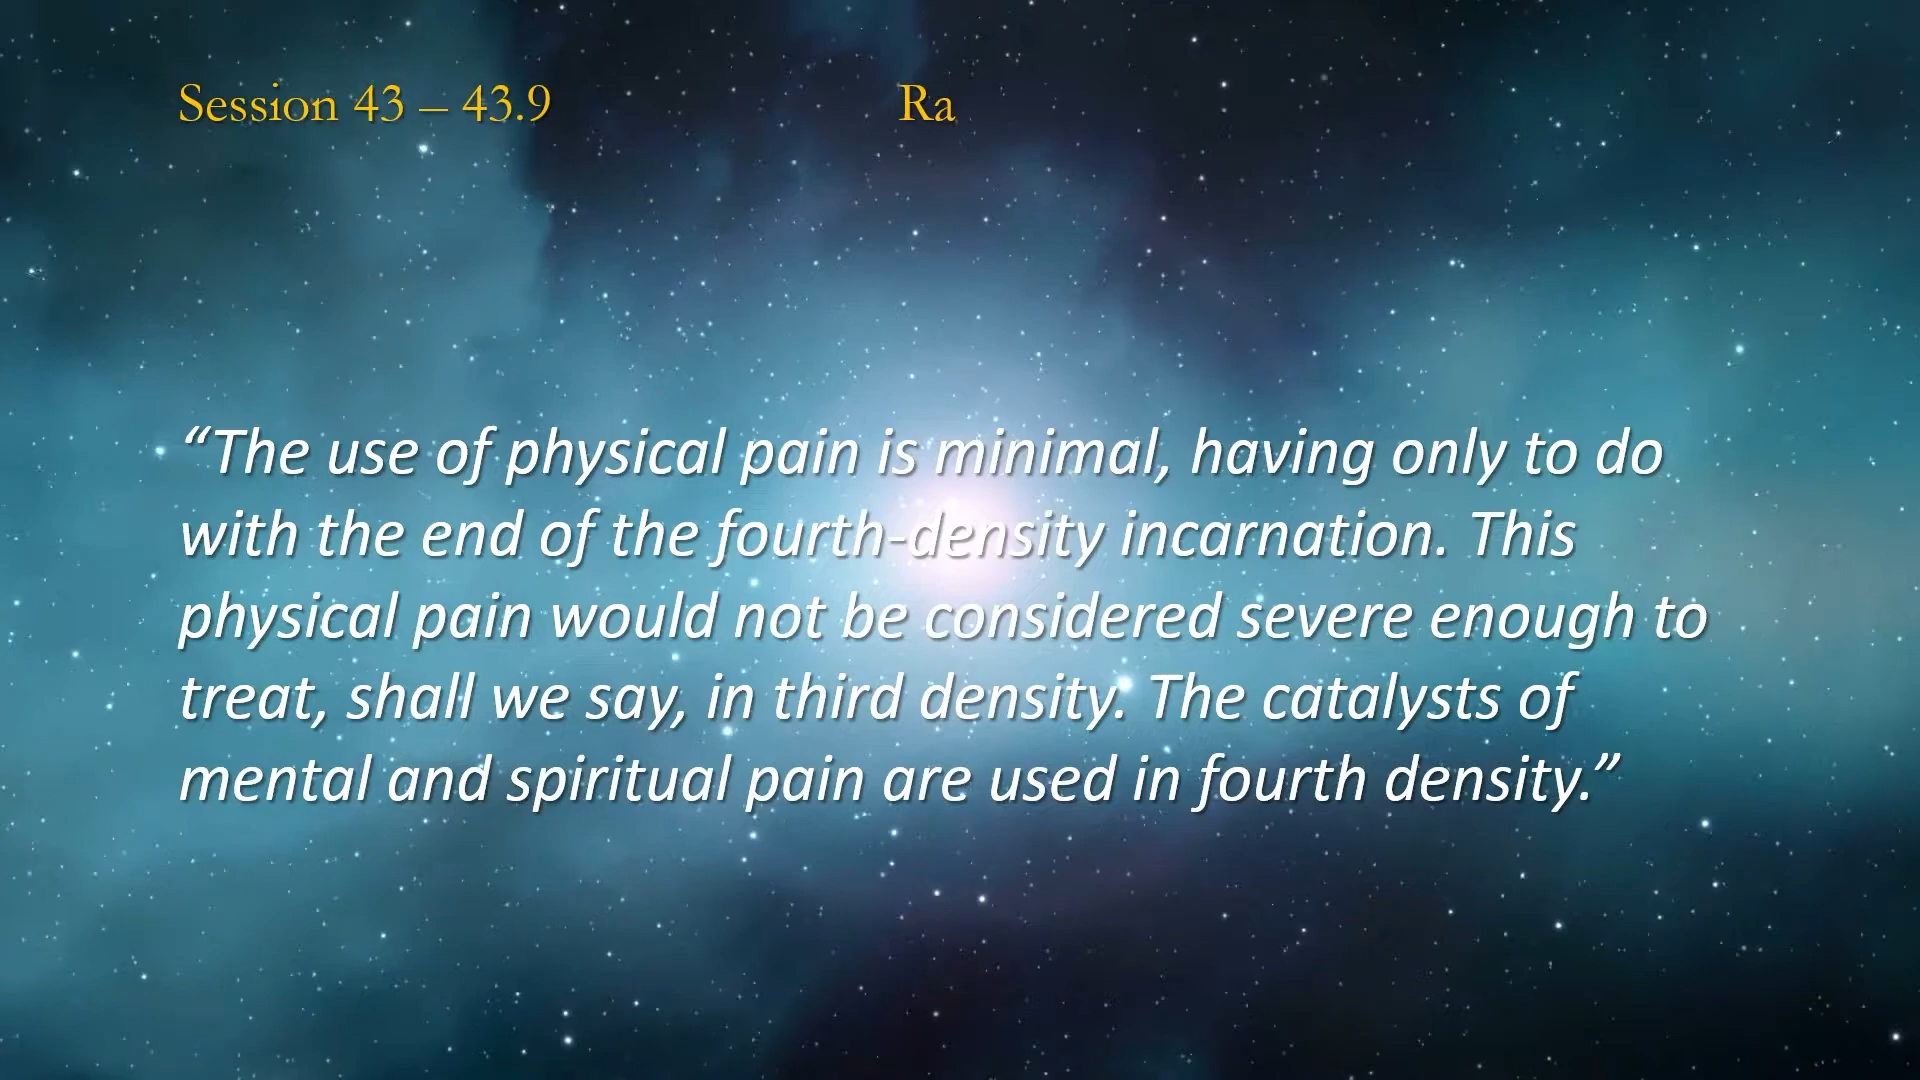 Session 43 – 43.9 Ra
“The use of physical pain is minimal, having only to do
with the end of the fourth-density incarnation. This
physical pain would not be considered severe enough to
treat, shall we say, in third density. The catalysts of
mental and spiritual pain are used in fourth density.”